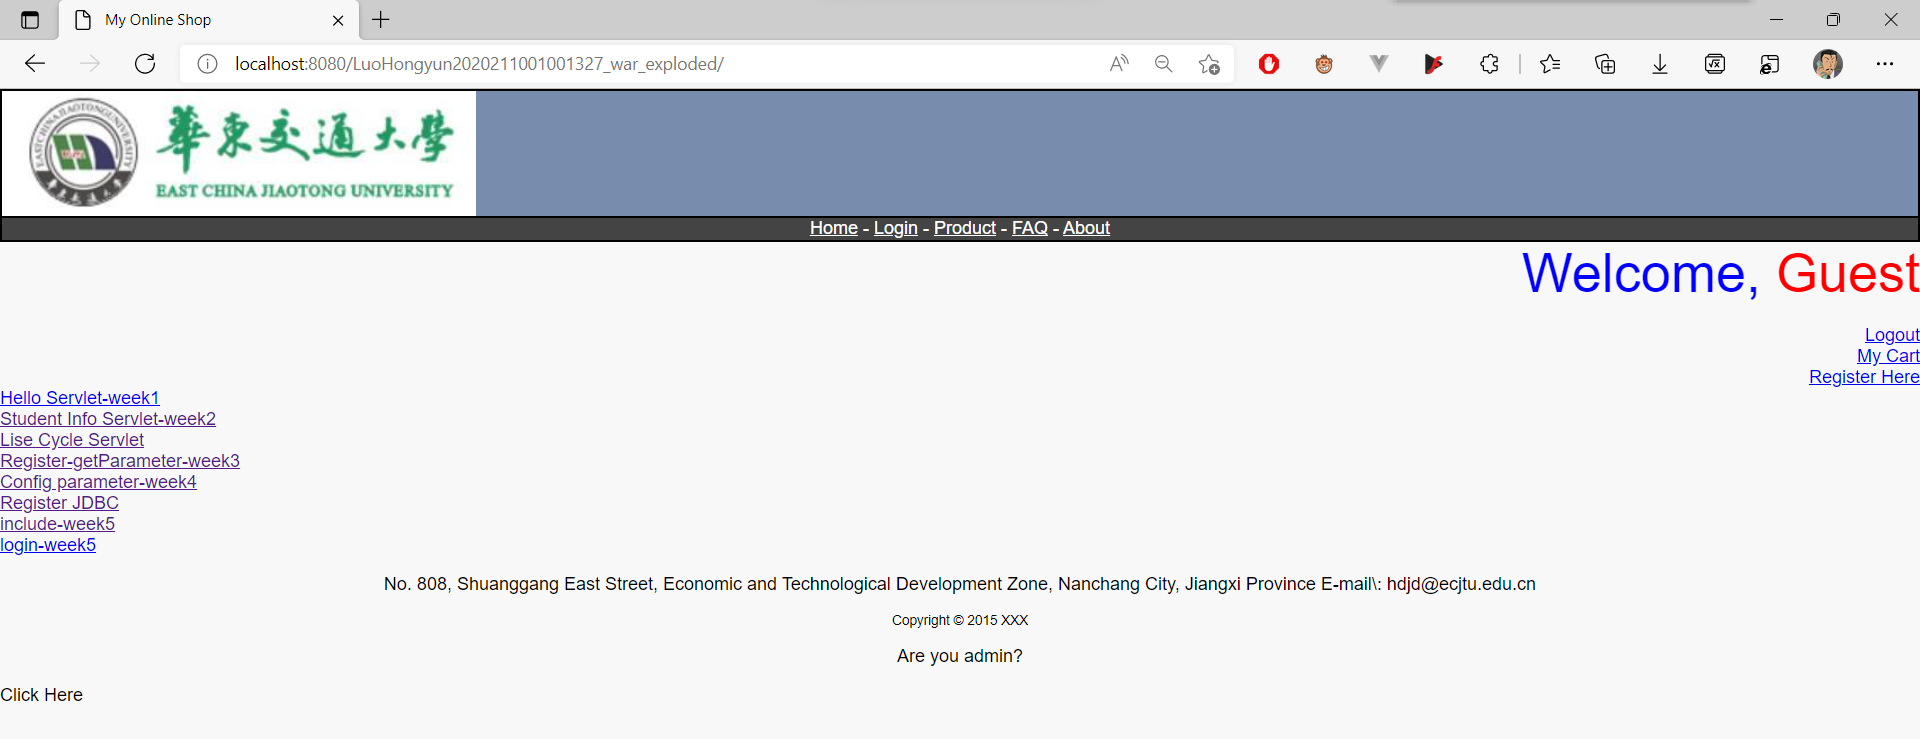 My Online Shop
localhost:8080/LuoHongyun2020211001001327_war_exploded/
華東交通大學
EAST CHINA JIAOTONG UNIVERSITY
Home - Login - Product - FAQ - About
Welcome, Guest
Logout
My Cart
Register Here
Hello Servlet-week1
Student Info Servlet-week2
Lise Cycle Servlet
Register-getParameter-week3
Config parameter-week4
Register JDBC
include-week5
login-week5
No. 808, Shuanggang East Street, Economic and Technological Development Zone, Nanchang City, Jiangxi Province E-mail\: hdjd@ecjtu.edu.cn
Copyright © 2015 XXX
Are you admin?
Click Here